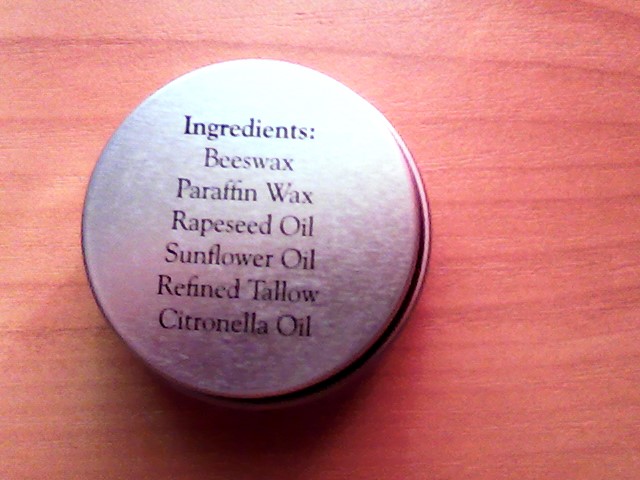 Ingredients:
Beeswax
Paraffin Wax
Rapeseed Oil
Sunflower Oil
Refined Tallow
Citronella Oil